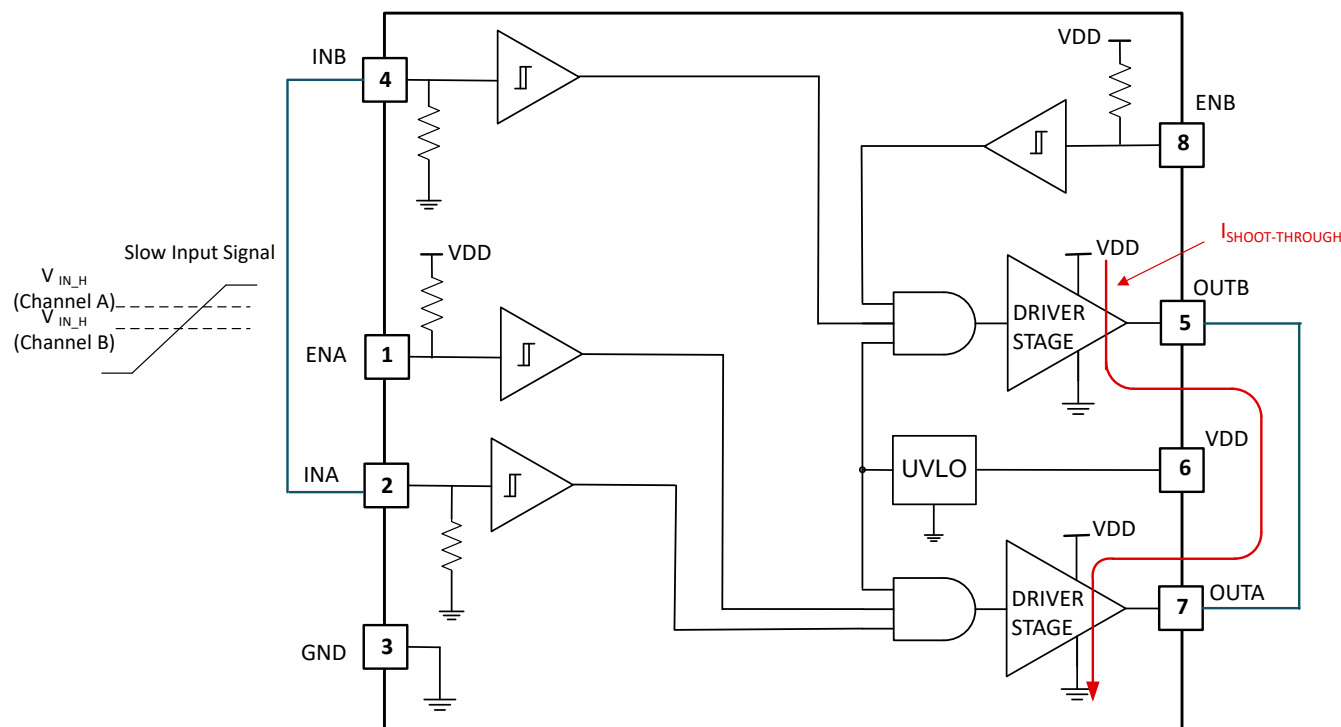 VDD
INB
4
ENB
8
Slow Input Signal
VDD
V IN_H
(Channel A)
V IN_H
(Channel B)
ISHOOT-THROUGH
VDD
OUTB
DRIVER
STAGE
5
ENA
1
VDD
INA
2
UVLO
6
VDD
DRIVER
STAGE
OUTA
7
GND
3